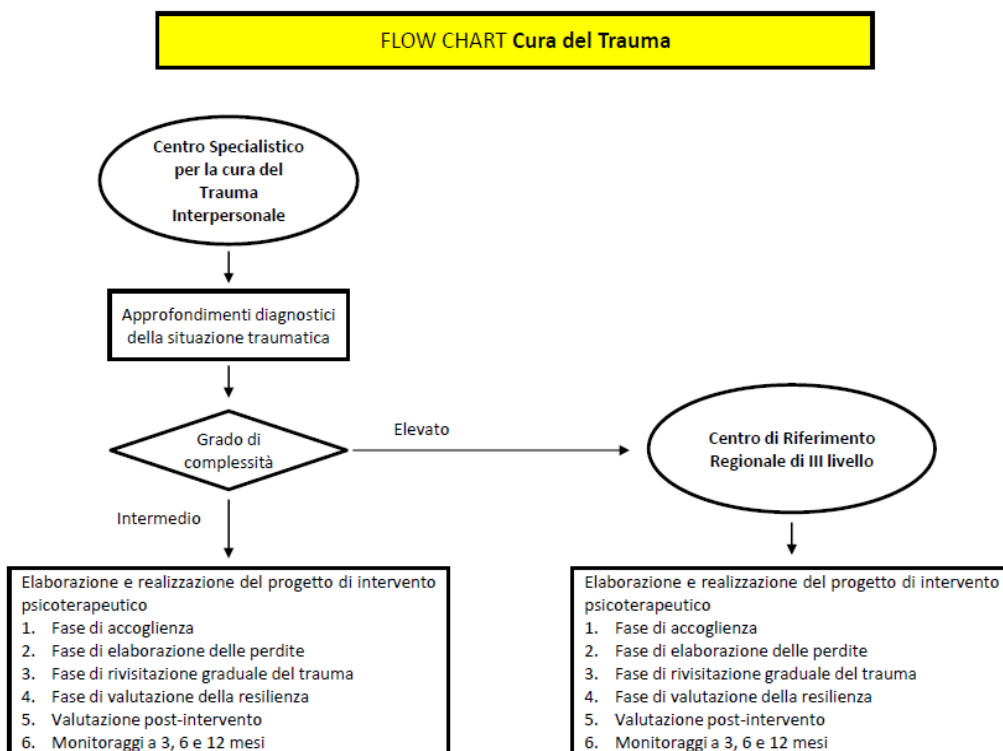 FLOW CHART Cura del Trauma
Centro Specialistico
per la cura del
Trauma
Interpersonale
Approfondimenti diagnostici
della situazione traumatica
Grado di
complessità
Elevato
Centro di Riferimento
Regionale di III livello
Intermedio
Elaborazione e realizzazione del progetto di intervento
psicoterapeutico
1. Fase di accoglienza
2. Fase di elaborazione delle perdite
3. Fase di rivisitazione graduale del trauma
4. Fase di valutazione della resilienza
5. Valutazione post-intervento
6. Monitoraggi a 3, 6 e 12 mesi
Elaborazione e realizzazione del progetto di intervento
psicoterapeutico
1. Fase di accoglienza
2. Fase di elaborazione delle perdite
3. Fase di rivisitazione graduale del trauma
4. Fase di valutazione della resilienza
5. Valutazione post-intervento
6. Monitoraggi a 3, 6 e 12 mesi